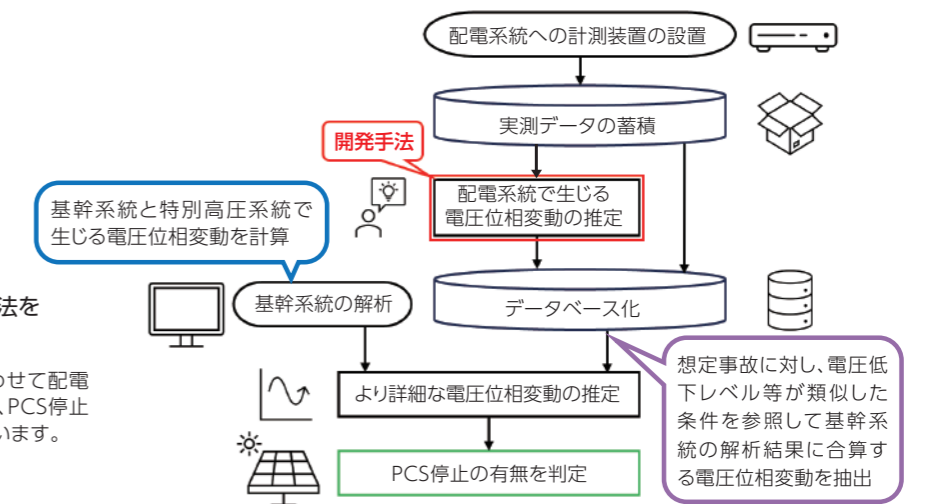 配電系統への計測装置の設置
実測データの蓄積
開発手法
配電系統で生じる
電圧位相変動の推定
基幹系統と特別高圧系統で
生じる電圧位相変動を計算
法を
基幹系統の解析
データベース化
わせて配電
、PCS停止
います。
より詳細な電圧位相変動の推定
想定事故に対し、電圧低
下レベル等が類似した
条件を参照して基幹系
統の解析結果に合算す
る電圧位相変動を抽出
PCS停止の有無を判定